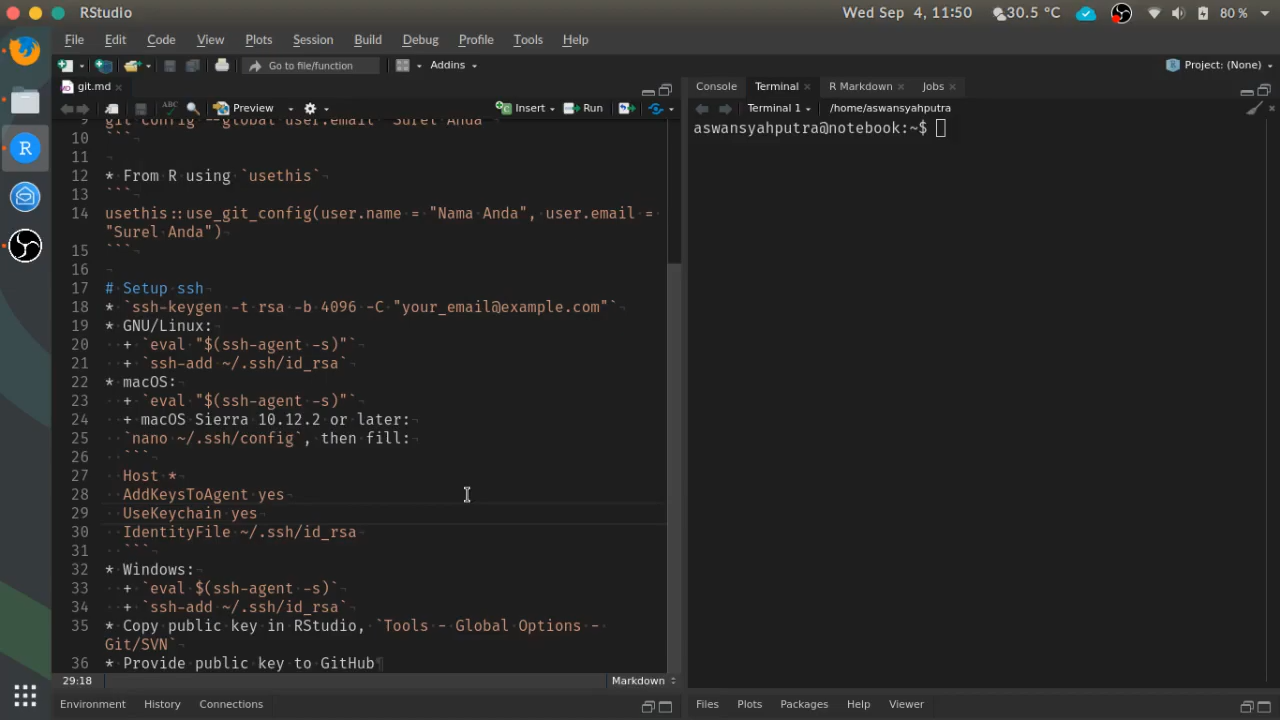 RStudio
Wed Sep 4, 11:50
30.5 °C
80 %
File Edit Code View Plots Session Build Debug Profile Tools Help
Go to file/function
Addins
Project: (None)
git.md
Console Terminal R Markdown Jobs
Preview
Insert
Run
Terminal 1
/home/aswansyahputra
9 git config --global user.email "Surel Anda"
10 ```
11
12 * From R using `usethis`
13 ```
14 usethis::use_git_config(user.name = "Nama Anda", user.email =
"Surel Anda")
15 ```
16
17 # Setup ssh
18 * `ssh-keygen -t rsa -b 4096 -C "your_email@example.com"`
19 * GNU/Linux:
20 + `eval "$(ssh-agent -s)"`
21 + `ssh-add ~/.ssh/id_rsa`
22 * macOS:
23 + `eval "$(ssh-agent -s)"`
24 + macOS Sierra 10.12.2 or later:
25 `nano ~/.ssh/config`, then fill:
26 ```
27 Host *
28 AddKeysToAgent yes
29 UseKeychain yes
30 IdentityFile ~/.ssh/id_rsa
31 ```
32 * Windows:
33 + `eval $(ssh-agent -s)`
34 + `ssh-add ~/.ssh/id_rsa`
35 * Copy public key in RStudio, `Tools - Global Options -
Git/SVN`
36 * Provide public key to GitHub
aswansyahputra@notebook:~$
29:18
Markdown
Environment History Connections
Files Plots Packages Help Viewer